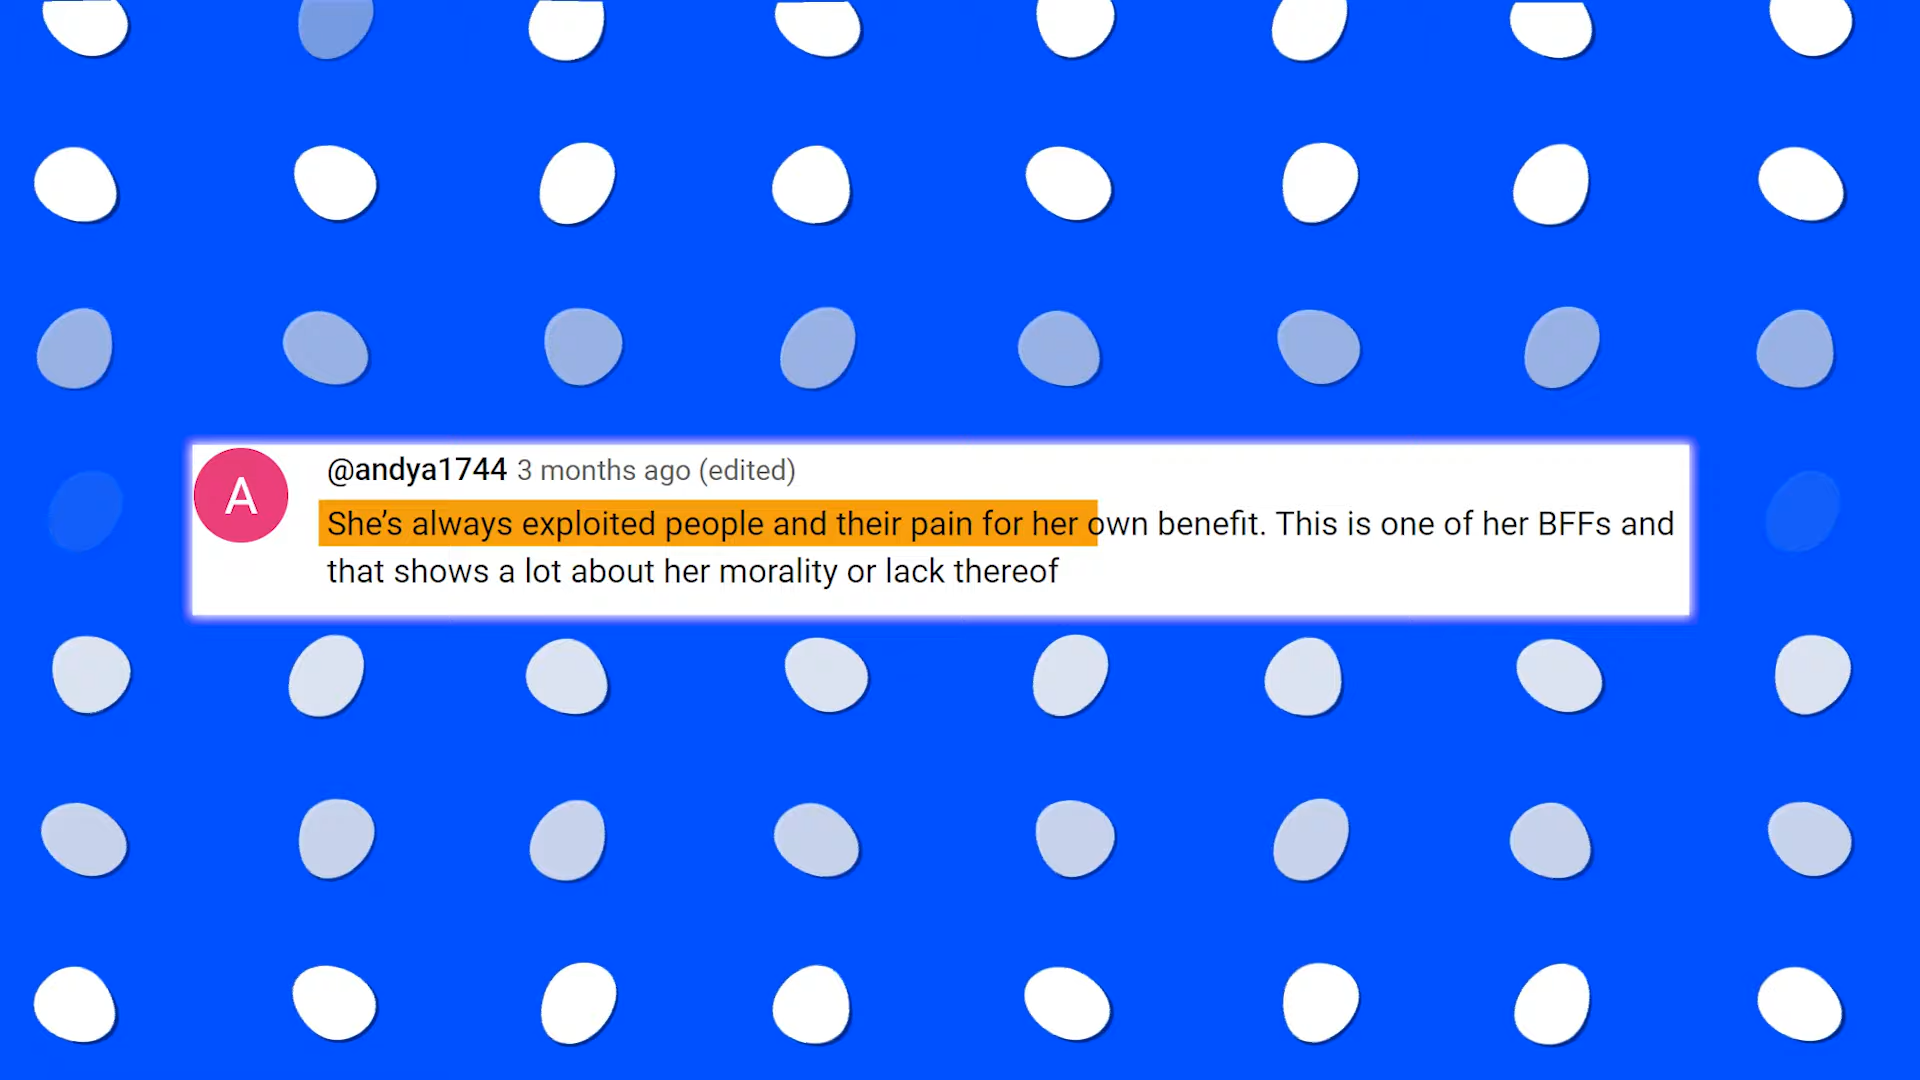 A
@andya1744 3 months ago (edited)
She’s always exploited people and their pain for her own benefit. This is one of her BFFs and
that shows a lot about her morality or lack thereof